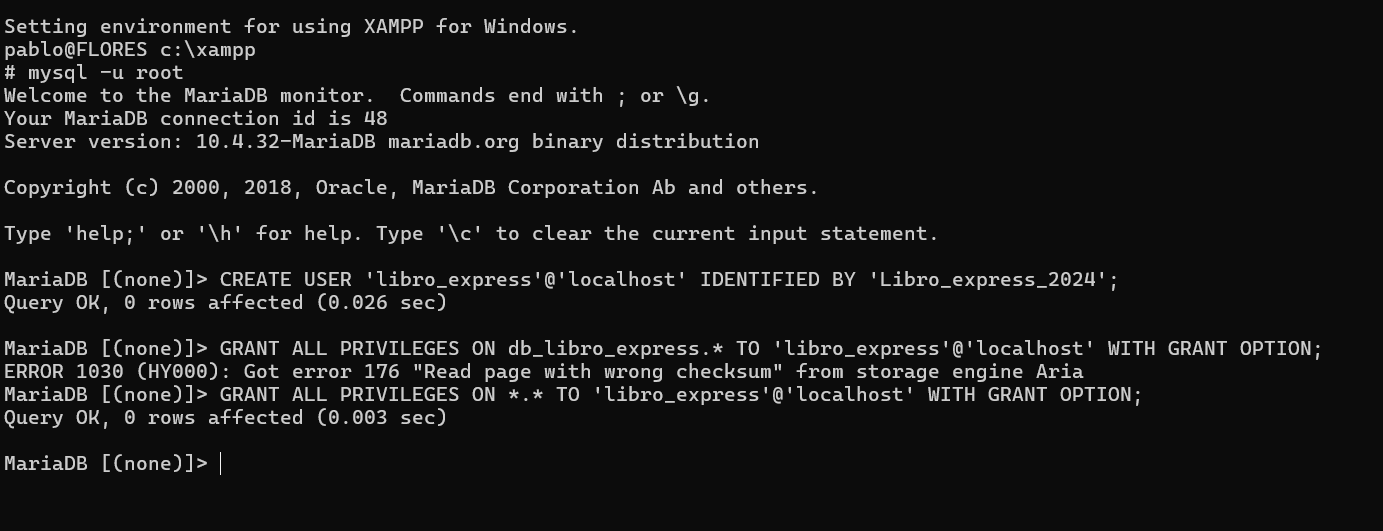 Setting environment for using XAMPP for Windows.
pablo@FLORES c:\xampp
# mysql -u root
Welcome to the MariaDB monitor.  Commands end with ; or \g.
Your MariaDB connection id is 48
Server version: 10.4.32-MariaDB mariadb.org binary distribution

Copyright (c) 2000, 2018, Oracle, MariaDB Corporation Ab and others.

Type 'help;' or '\h' for help. Type '\c' to clear the current input statement.

MariaDB [(none)]> CREATE USER 'libro_express'@'localhost' IDENTIFIED BY 'Libro_express_2024';
Query OK, 0 rows affected (0.026 sec)

MariaDB [(none)]> GRANT ALL PRIVILEGES ON db_libro_express.* TO 'libro_express'@'localhost' WITH GRANT OPTION;
ERROR 1030 (HY000): Got error 176 "Read page with wrong checksum" from storage engine Aria
MariaDB [(none)]> GRANT ALL PRIVILEGES ON *.* TO 'libro_express'@'localhost' WITH GRANT OPTION;
Query OK, 0 rows affected (0.003 sec)

MariaDB [(none)]>